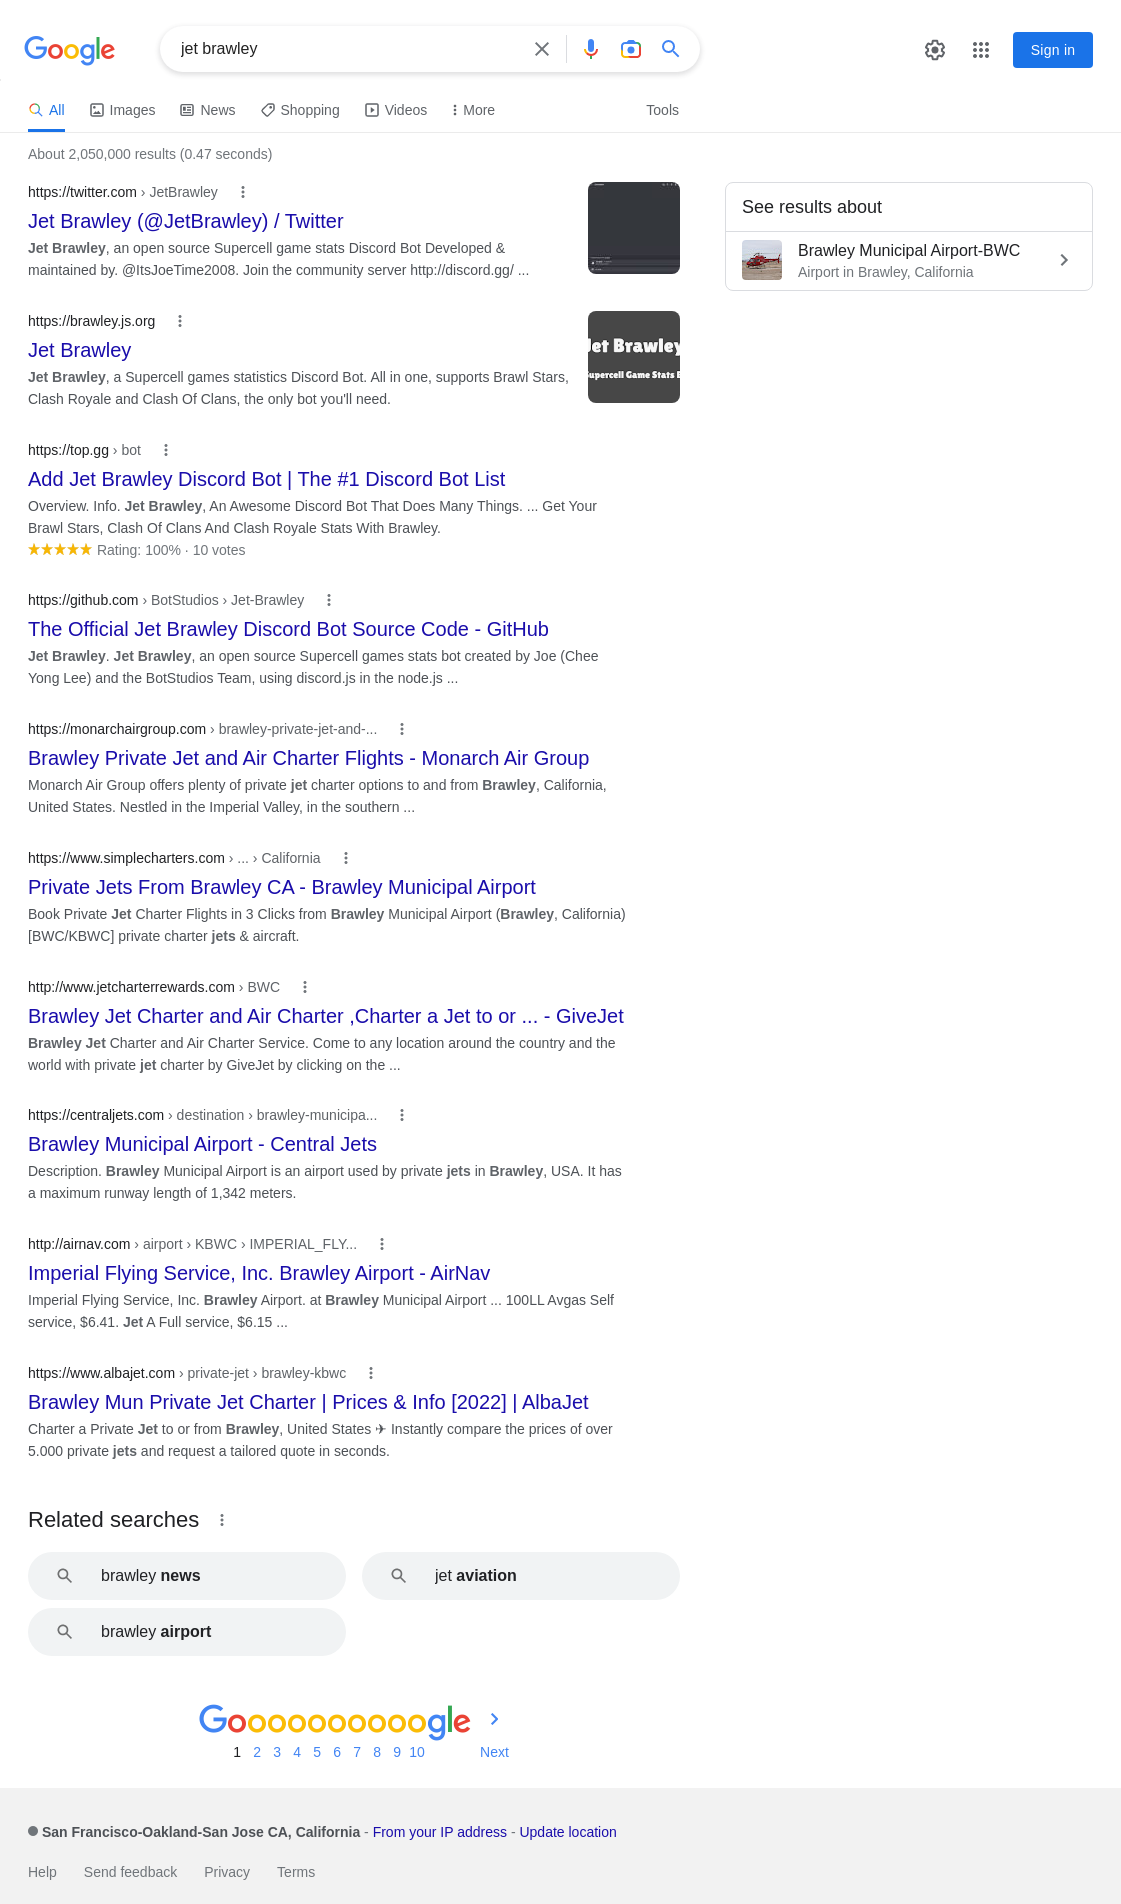 Google
jet brawley
Sign in
All
Images
News
Shopping
Videos
More
Tools
About 2,050,000 results (0.47 seconds)
https://twitter.com › JetBrawley
Jet Brawley (@JetBrawley) / Twitter
Jet Brawley, an open source Supercell game stats Discord Bot Developed &
maintained by. @ItsJoeTime2008. Join the community server http://discord.gg/ ...
See results about
Brawley Municipal Airport-BWC
Airport in Brawley, California
https://brawley.js.org
Jet Brawley
Jet Brawley, a Supercell games statistics Discord Bot. All in one, supports Brawl Stars,
Clash Royale and Clash Of Clans, the only bot you'll need.
Jet Brawley
Supercell Game Stats
https://top.gg › bot
Add Jet Brawley Discord Bot | The #1 Discord Bot List
Overview. Info. Jet Brawley, An Awesome Discord Bot That Does Many Things. ... Get Your
Brawl Stars, Clash Of Clans And Clash Royale Stats With Brawley.
Rating: 100% · 10 votes
https://github.com › BotStudios › Jet-Brawley
The Official Jet Brawley Discord Bot Source Code - GitHub
Jet Brawley. Jet Brawley, an open source Supercell games stats bot created by Joe (Chee
Yong Lee) and the BotStudios Team, using discord.js in the node.js ...
https://monarchairgroup.com › brawley-private-jet-and-...
Brawley Private Jet and Air Charter Flights - Monarch Air Group
Monarch Air Group offers plenty of private jet charter options to and from Brawley, California,
United States. Nestled in the Imperial Valley, in the southern ...
https://www.simplecharters.com › ... › California
Private Jets From Brawley CA - Brawley Municipal Airport
Book Private Jet Charter Flights in 3 Clicks from Brawley Municipal Airport (Brawley, California)
[BWC/KBWC] private charter jets & aircraft.
http://www.jetcharterrewards.com › BWC
Brawley Jet Charter and Air Charter ,Charter a Jet to or ... - GiveJet
Brawley Jet Charter and Air Charter Service. Come to any location around the country and the
world with private jet charter by GiveJet by clicking on the ...
https://centraljets.com › destination › brawley-municipa...
Brawley Municipal Airport - Central Jets
Description. Brawley Municipal Airport is an airport used by private jets in Brawley, USA. It has
a maximum runway length of 1,342 meters.
http://airnav.com › airport › KBWC › IMPERIAL_FLY...
Imperial Flying Service, Inc. Brawley Airport - AirNav
Imperial Flying Service, Inc. Brawley Airport. at Brawley Municipal Airport ... 100LL Avgas Self
service, $6.41. Jet A Full service, $6.15 ...
https://www.albajet.com › private-jet › brawley-kbwc
Brawley Mun Private Jet Charter | Prices & Info [2022] | AlbaJet
Charter a Private Jet to or from Brawley, United States ✈ Instantly compare the prices of over
5.000 private jets and request a tailored quote in seconds.
Related searches
brawley news
jet aviation
brawley airport
Goooooooooogle
1 2 3 4 5 6 7 8 9 10 Next
San Francisco-Oakland-San Jose CA, California - From your IP address - Update location
Help Send feedback Privacy Terms